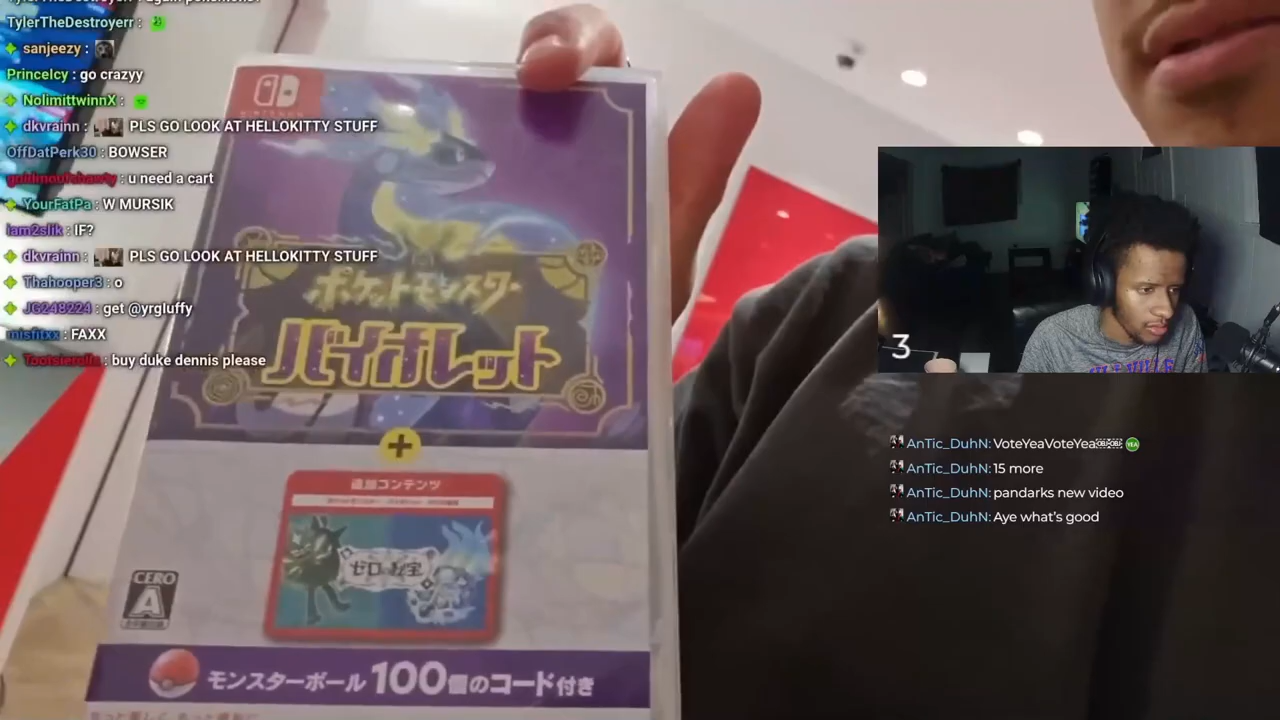 TylerTheDestroyerr :
sanjeezy :
PrinceIcy : go crazyy
NolimittwinnX :
dkvrainn : PLS GO LOOK AT HELLOKITTY STUFF
OffDatPerk30 : BOWSER
: u need a cart
YourFatPa : W MURSIK
iam2slik : IF?
dkvrainn : PLS GO LOOK AT HELLOKITTY STUFF
Thahooper3 : o
JG248224 : get @yrgluffy
misfitxx : FAXX
Tootsierolls : buy duke dennis please
ポケットモンスター
バイオレット
+
追加コンテンツ
ゼロの秘宝
CERO
A
モンスターボール 100個のコード付き
3
AnTic_DuhN: VoteYeaVoteYea
AnTic_DuhN: 15 more
AnTic_DuhN: pandarks new video
AnTic_DuhN: Aye what's good